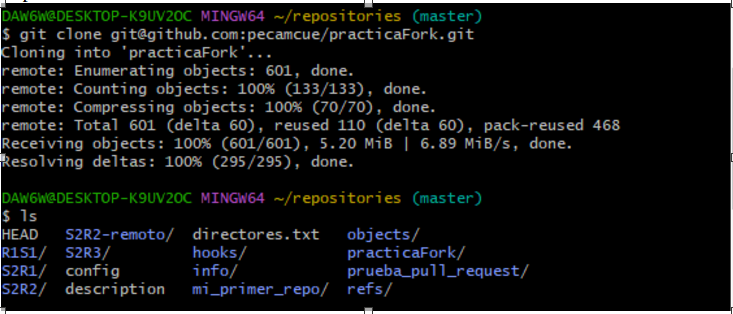 DAW6W@DESKTOP-K9UV2OC MINGW64 ~/repositories (master)
$ git clone git@github.com:pecamcue/practicaFork.git
Cloning into 'practicaFork'...
remote: Enumerating objects: 601, done.
remote: Counting objects: 100% (133/133), done.
remote: Compressing objects: 100% (70/70), done.
remote: Total 601 (delta 60), reused 110 (delta 60), pack-reused 468
Receiving objects: 100% (601/601), 5.20 MiB | 6.89 MiB/s, done.
Resolving deltas: 100% (295/295), done.
DAW6W@DESKTOP-K9UV2OC MINGW64 ~/repositories (master)
$ ls
HEAD S2R2-remoto/ directores.txt objects/
R1S1/ S2R3/ hooks/ practicaFork/
S2R1/ config info/ prueba_pull_request/
S2R2/ description mi_primer_repo/ refs/